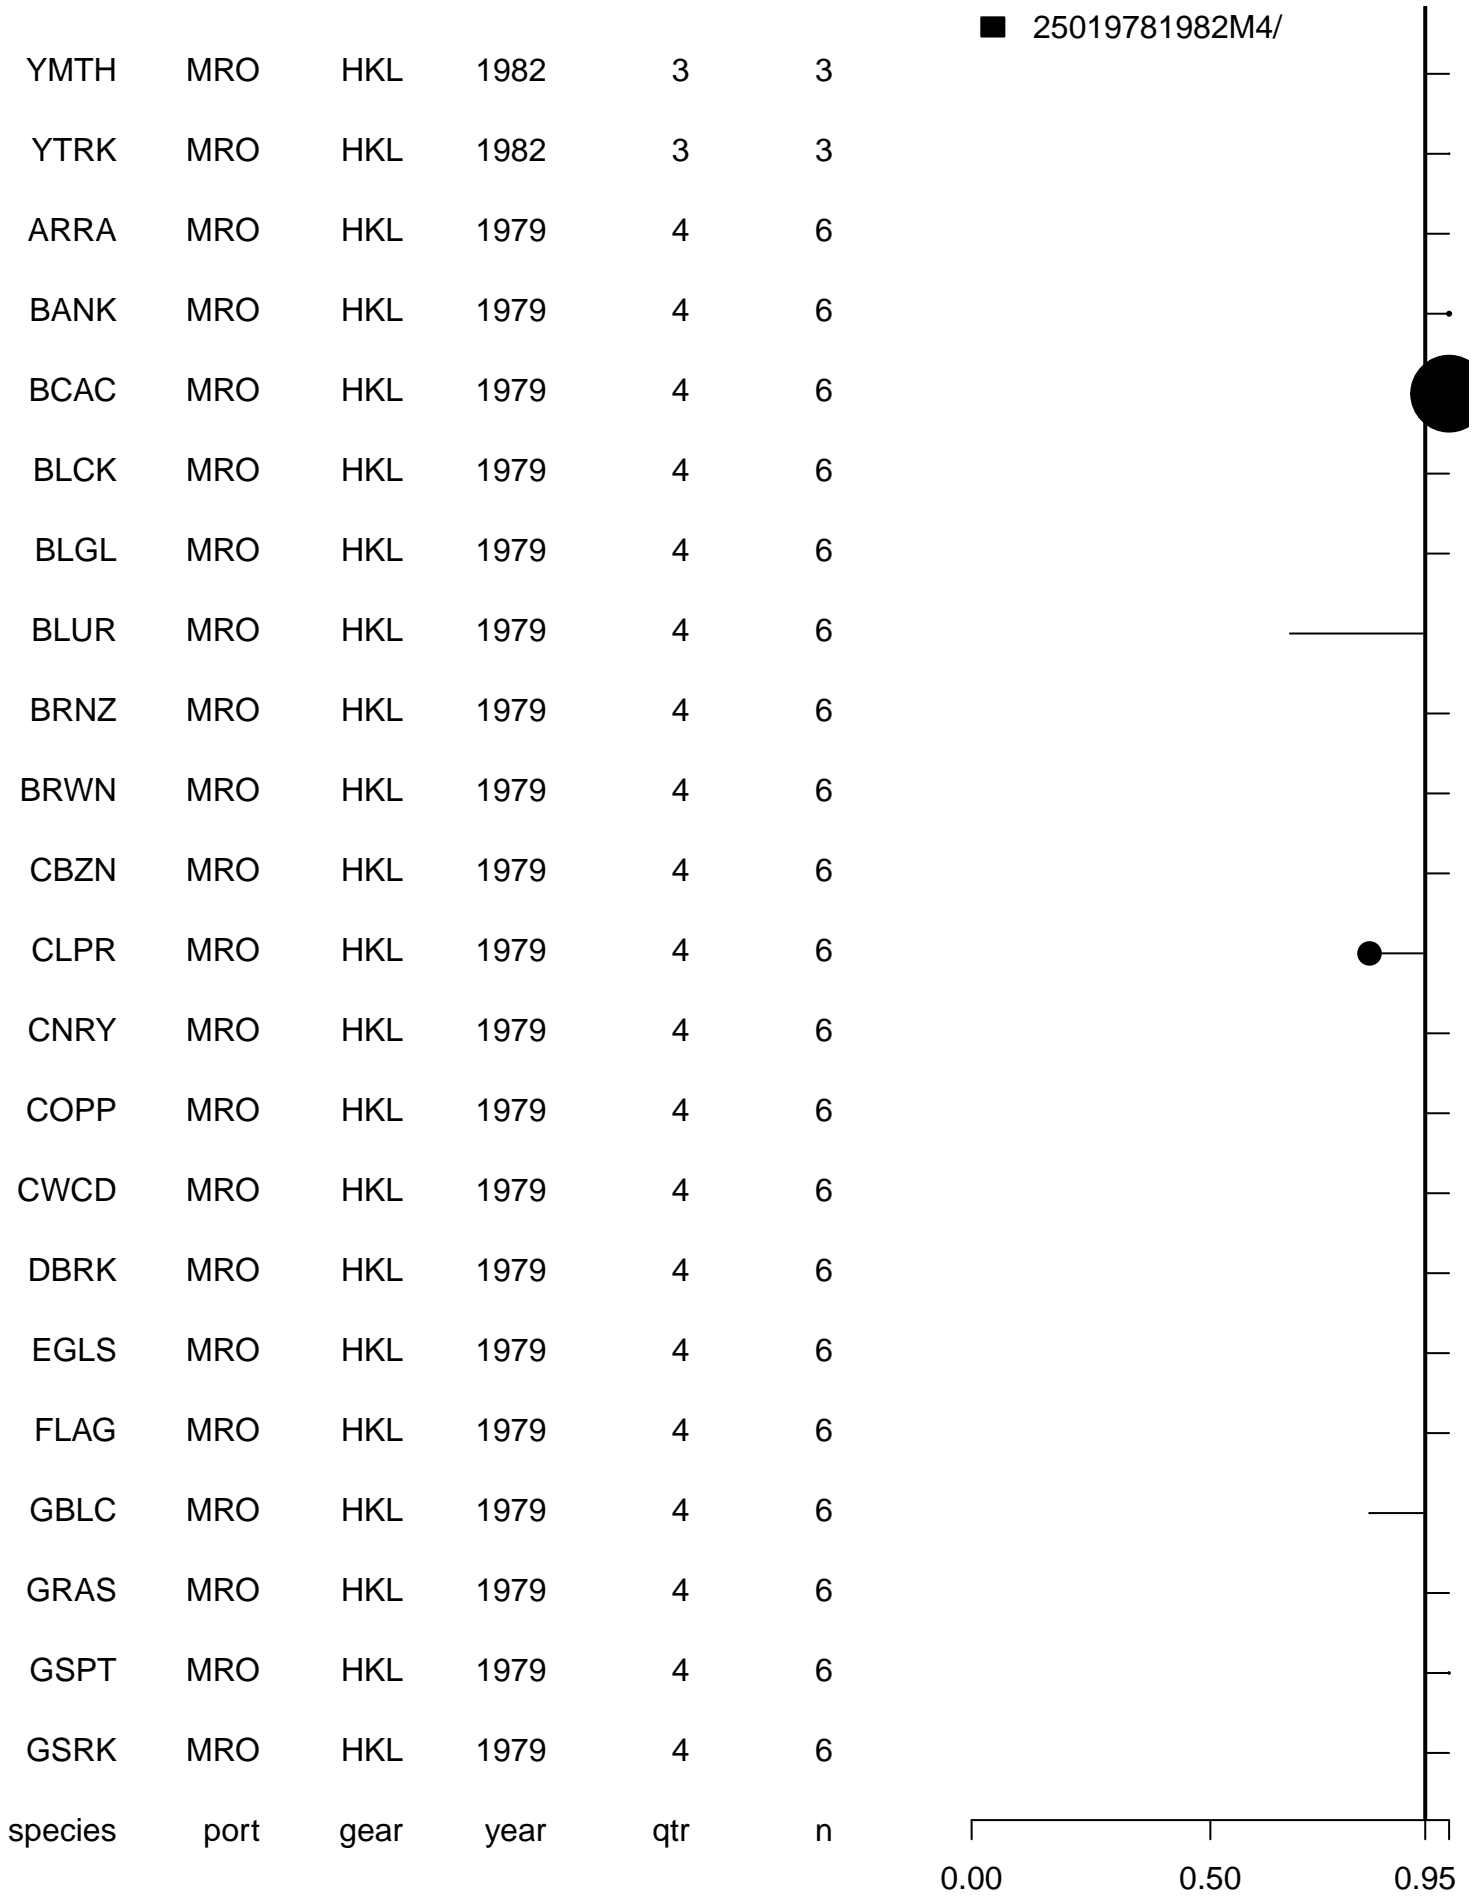 25019781982M4/
YMTH MRO HKL 1982 3 3
YTRK MRO HKL 1982 3 3
ARRA MRO HKL 1979 4 6
BANK MRO HKL 1979 4 6
BCAC MRO HKL 1979 4 6
BLCK MRO HKL 1979 4 6
BLGL MRO HKL 1979 4 6
BLUR MRO HKL 1979 4 6
BRNZ MRO HKL 1979 4 6
BRWN MRO HKL 1979 4 6
CBZN MRO HKL 1979 4 6
CLPR MRO HKL 1979 4 6
CNRY MRO HKL 1979 4 6
COPP MRO HKL 1979 4 6
CWCD MRO HKL 1979 4 6
DBRK MRO HKL 1979 4 6
EGLS MRO HKL 1979 4 6
FLAG MRO HKL 1979 4 6
GBLC MRO HKL 1979 4 6
GRAS MRO HKL 1979 4 6
GSPT MRO HKL 1979 4 6
GSRK MRO HKL 1979 4 6
species port gear year qtr n
0.00 0.50 0.95